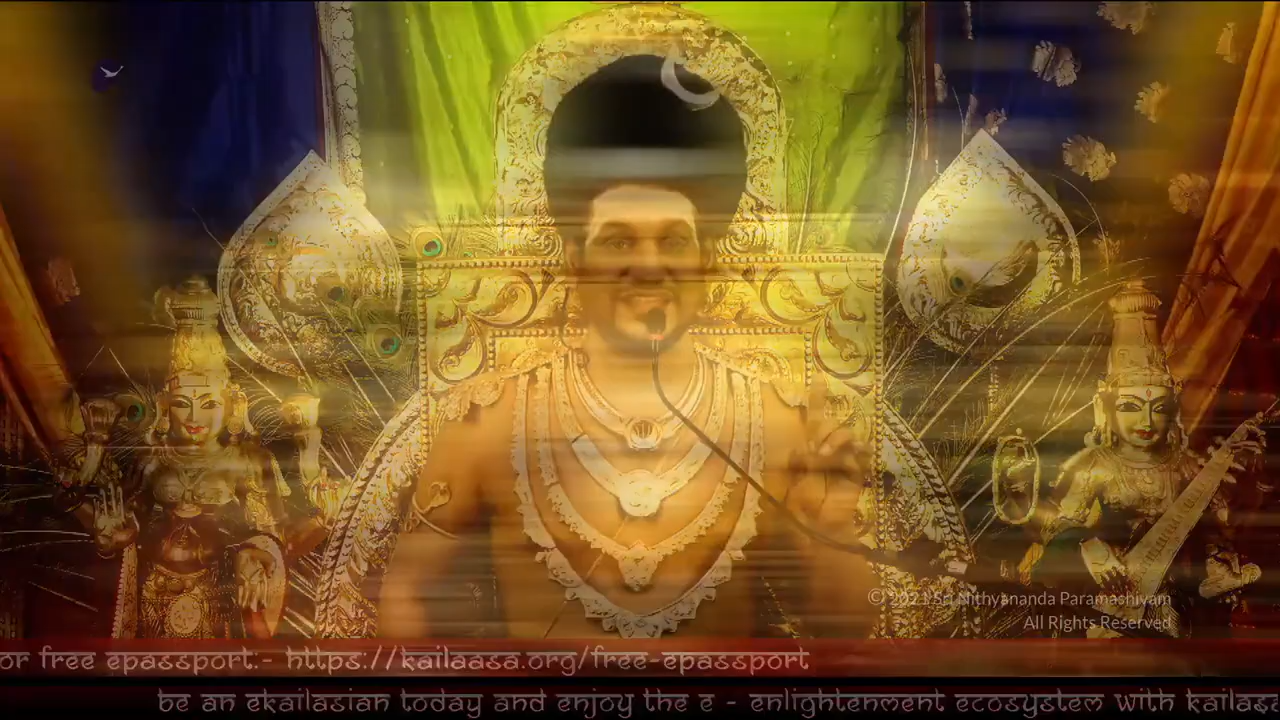 © 2021 Sri Nithyananda Paramashivam
All Rights Reserved
or free epassport:- https://kailaasa.org/free-epassport
be an ekailasian today and enjoy the e - enlightenment ecosystem with kailasa